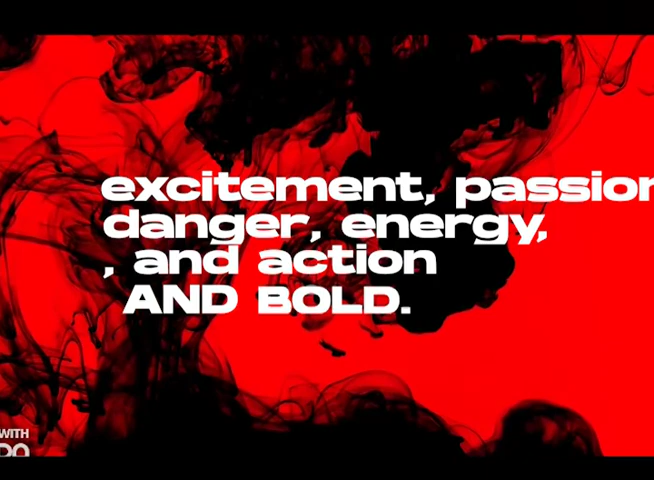 excitement, passion
danger, energy,
, and action
AND BOLD.
WITH